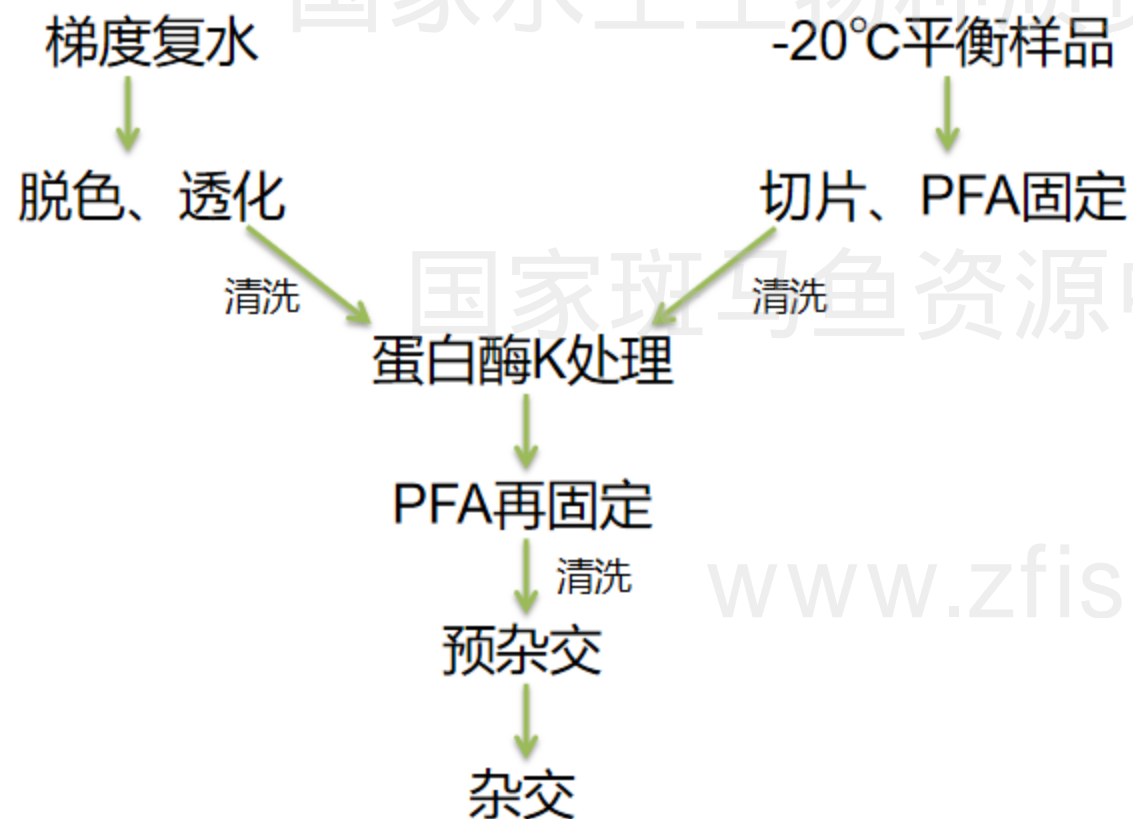 梯度复水
-20℃平衡样品
脱色、透化
切片、PFA固定
清洗
清洗
国家斑马鱼资源
蛋白酶K处理
PFA再固定
清洗
www.zfis
预杂交
杂交